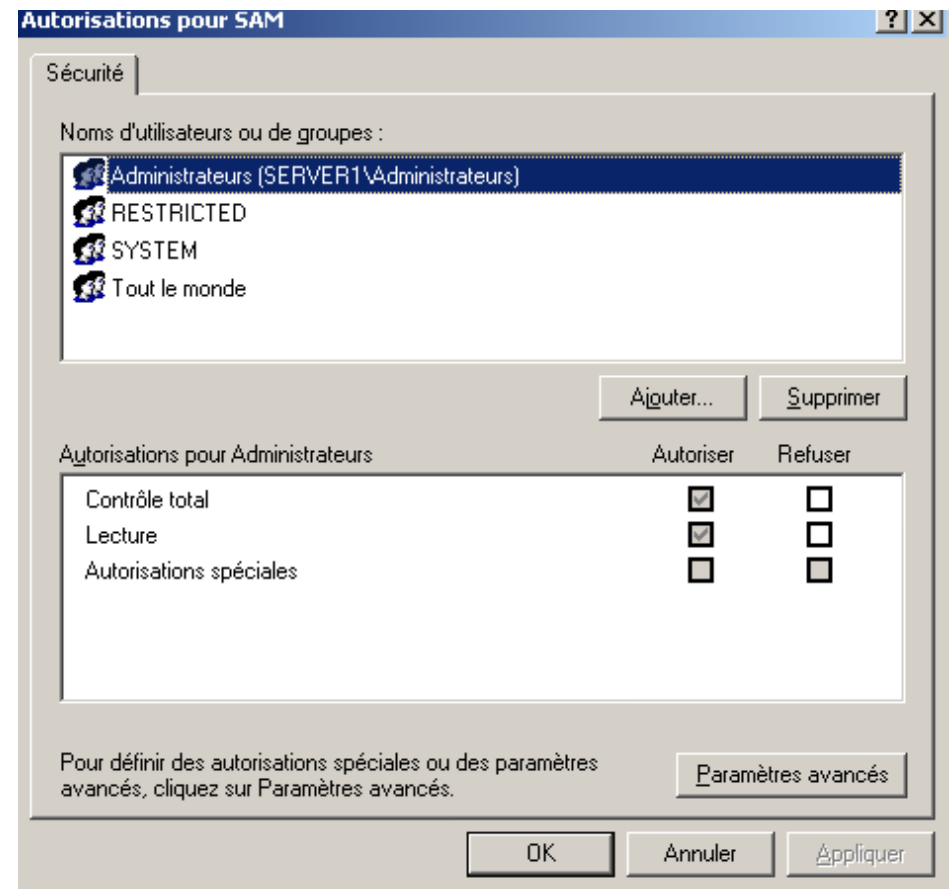 Autorisations pour SAM
Sécurité
Noms d'utilisateurs ou de groupes :
Administrateurs (SERVER1\Administrateurs)
RESTRICTED
SYSTEM
Tout le monde
Ajouter...
Supprimer
Autorisations pour Administrateurs Autoriser Refuser
Contrôle total
Lecture
Autorisations spéciales
Pour définir des autorisations spéciales ou des paramètres
avancés, cliquez sur Paramètres avancés.
Paramètres avancés
OK
Annuler
Appliquer